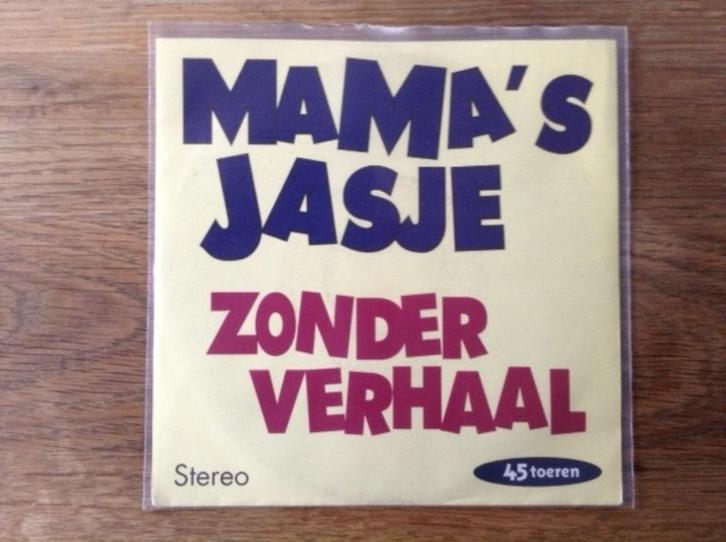 MAMA'S
JASJE
ZONDER
VERHAAL
Stereo
45 toeren